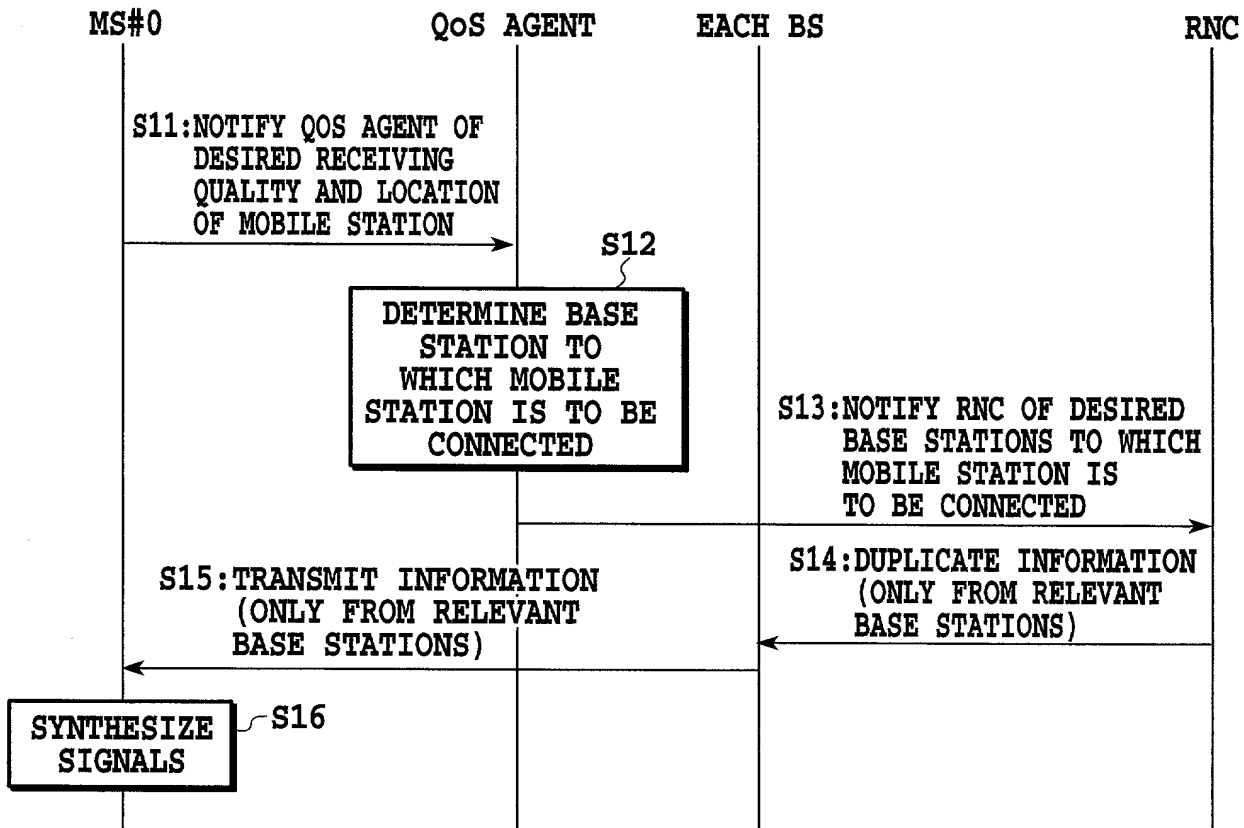 MS#0
QoS AGENT
EACH BS
RNC
S11:NOTIFY QOS AGENT OF
DESIRED RECEIVING
QUALITY AND LOCATION
OF MOBILE STATION
S12
DETERMINE BASE
STATION TO
WHICH MOBILE
STATION IS TO BE
CONNECTED
S13:NOTIFY RNC OF DESIRED
BASE STATIONS TO WHICH
MOBILE STATION IS
TO BE CONNECTED
S14:DUPLICATE INFORMATION
(ONLY FROM RELEVANT
BASE STATIONS)
S15:TRANSMIT INFORMATION
(ONLY FROM RELEVANT
BASE STATIONS)
S16
SYNTHESIZE
SIGNALS